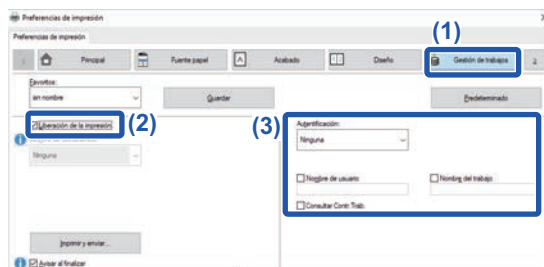 Preferencias de impresión
Preferencias de impresión
(1)
Principal
Fuente papel
Acabado
Diseño
Gestión de trabajos
2
Favoritos:
en nombre
Guardar
Predeterminado
Liberación de la impresión
(2)
(3)
Autentificación:
Ninguna
Ninguna
Nombre de usuario
Nombre del trabajo
Consultar Contr. Trab.
Imprimir y enviar...
Avisar al finalizar